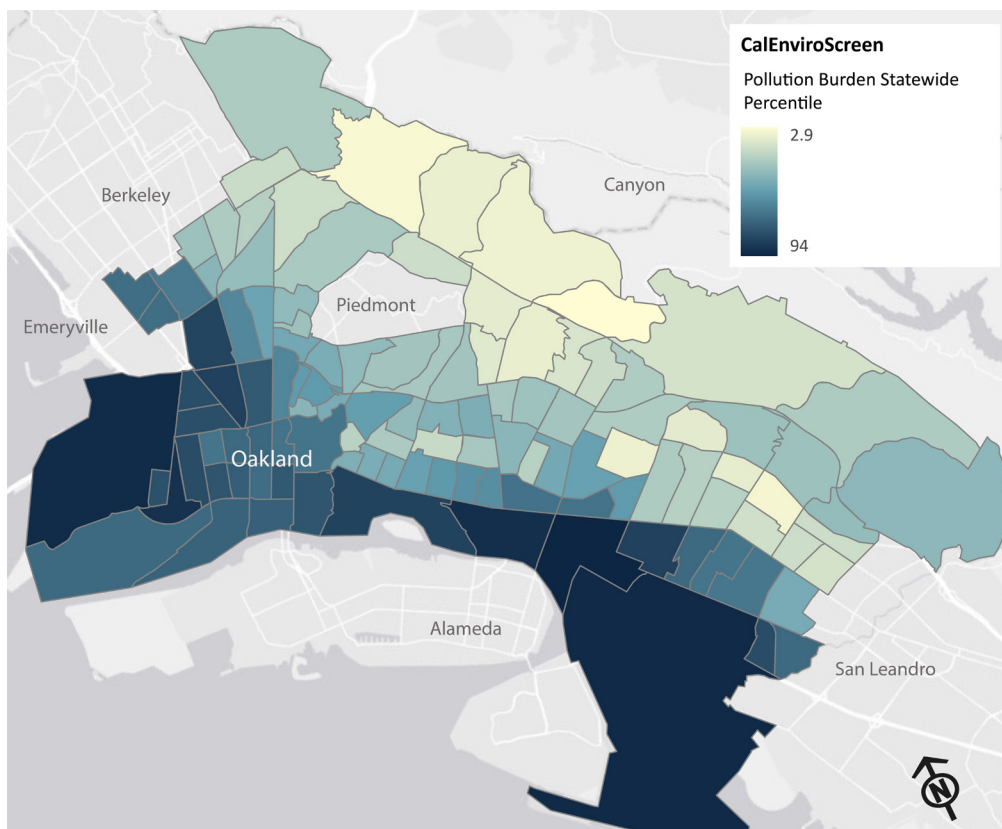 CalEnviroScreen
Pollution Burden Statewide
Percentile
2.9
94
Berkeley
Canyon
Emeryville
Piedmont
Oakland
Alameda
San Leandro
N